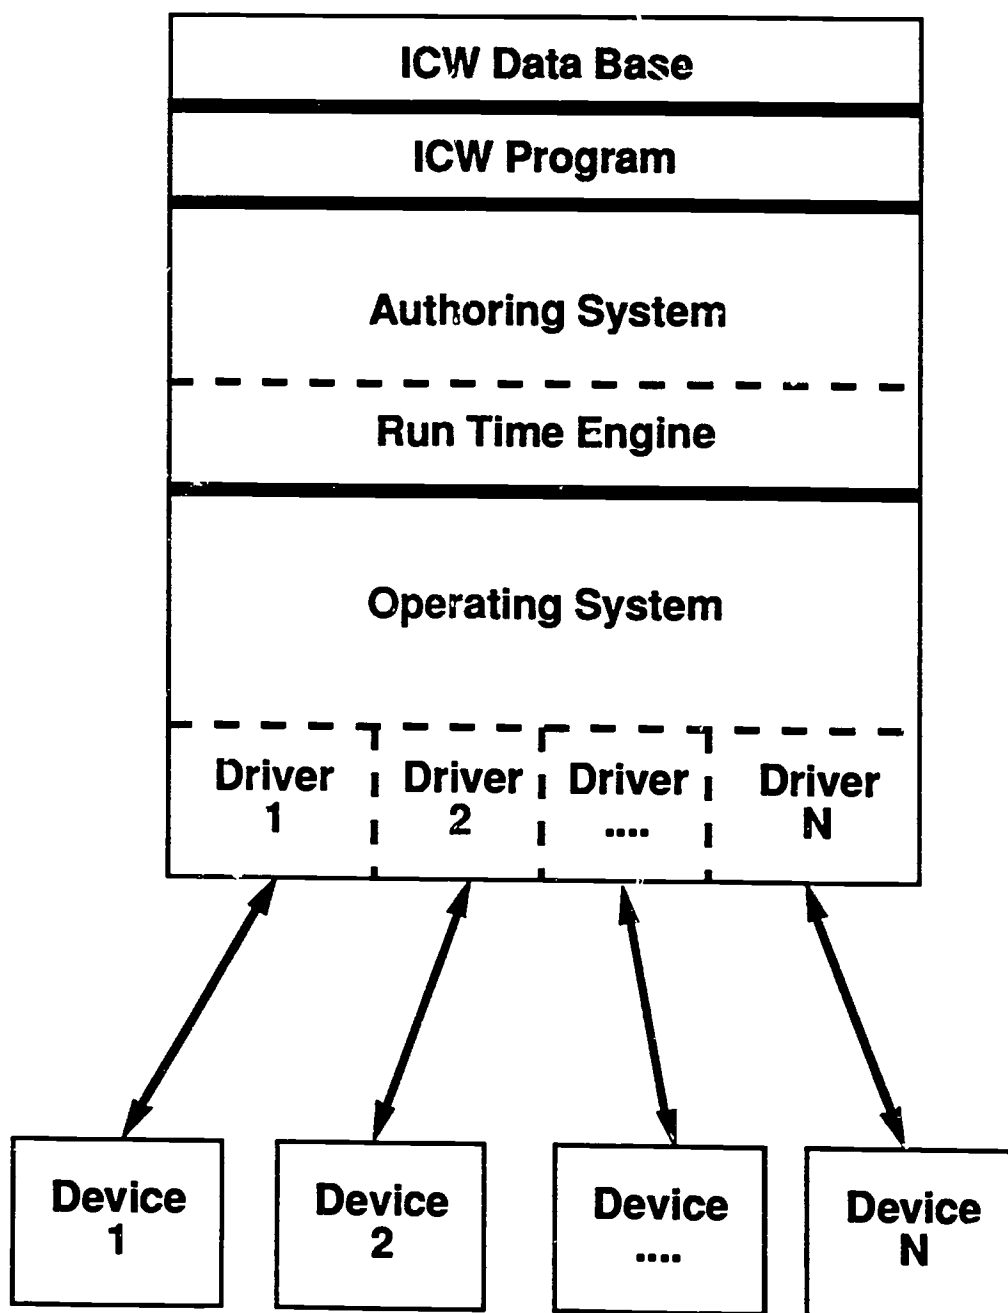 ICW Data Base
ICW Program
Authoring System
Run Time Engine
Operating System
Driver 1
Driver 2
Driver ....
Driver N
Device 1
Device 2
Device ....
Device N